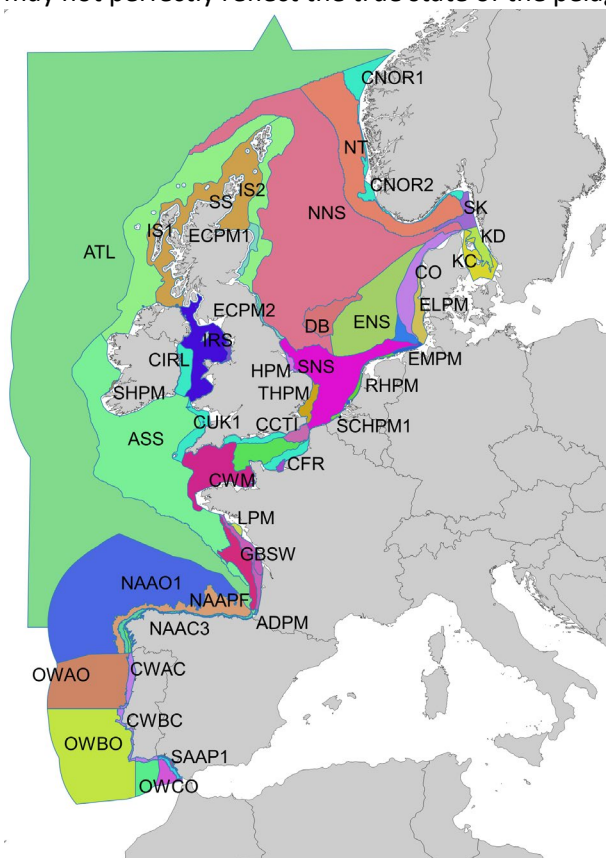 may not perfectly reflect the true state of the pelag
CNOR1
NT
CNOR2
IS2
SS
NNS
SK
IS1
ECPM1
KD
ATL
KC
CO
ECPM2
ELPM
DB
ENS
IRS
CIRL
HPM
SNS
EMPM
SHPM
THPM
RHPM
CUK1
CCTI
SCHPM1
ASS
CFR
CWM
LPM
GBSW
NAAO1
NAAPF
NAAC3
ADPM
OWAO
CWAC
CWBC
OWBO
SAAP1
OWCO